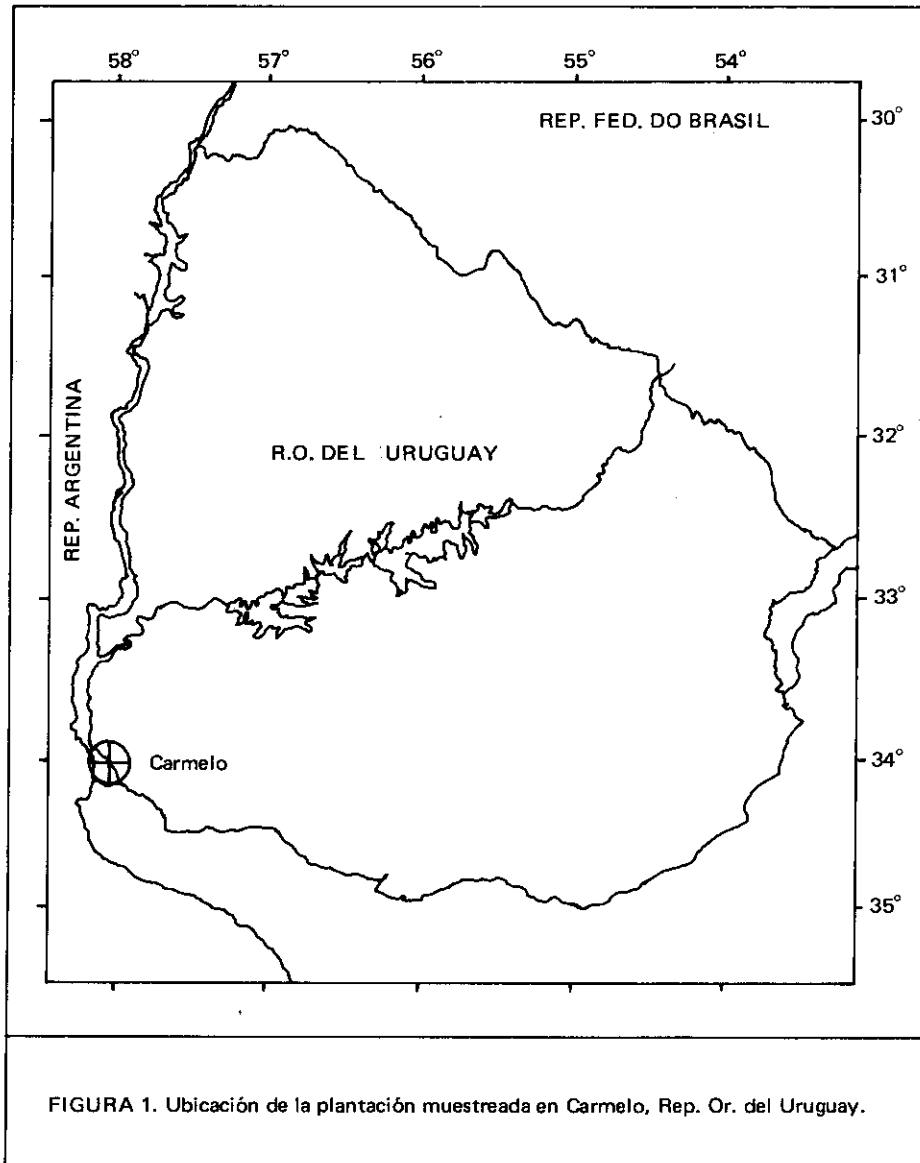 58° 57° 56° 55° 54°
REP. FED. DO BRASIL
30°
31°
REP. ARGENTINA
32°
R.O. DEL URUGUAY
33°
Carmelo
34°
35°
FIGURA 1. Ubicación de la plantación muestreada en Carmelo, Rep. Or. del Uruguay.